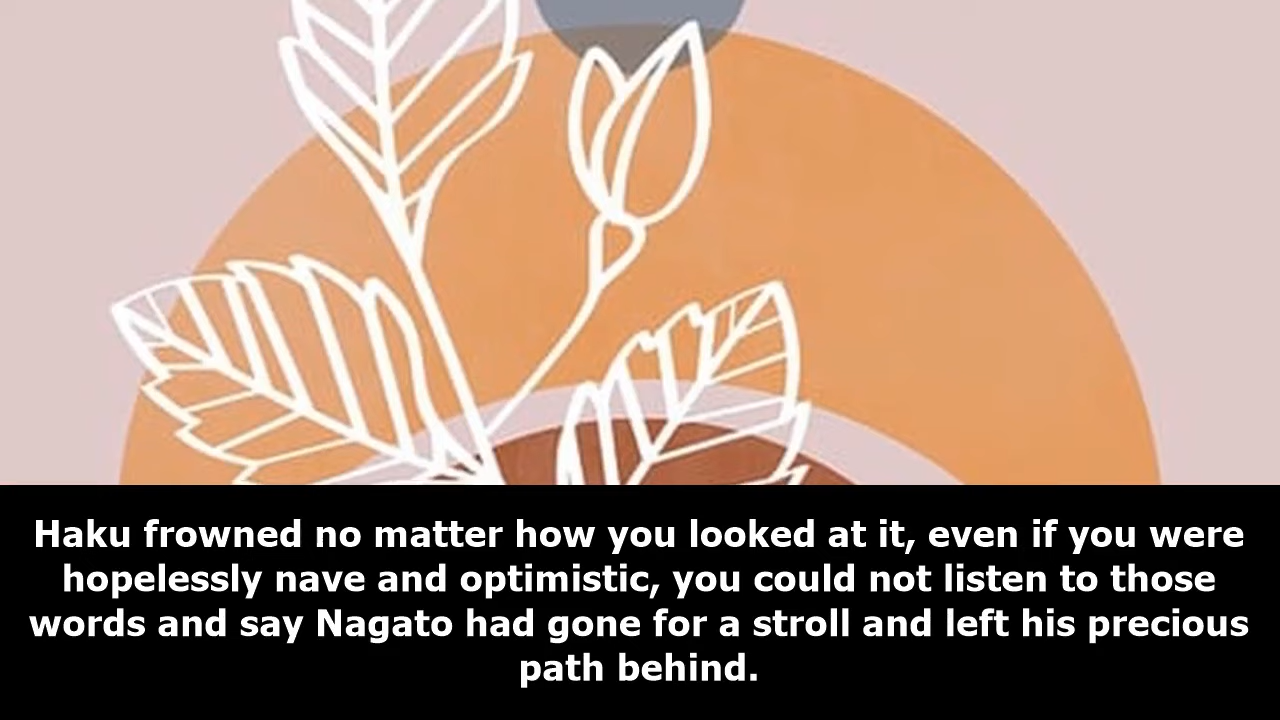 Haku frowned no matter how you looked at it, even if you were
hopelessly nave and optimistic, you could not listen to those
words and say Nagato had gone for a stroll and left his precious
path behind.